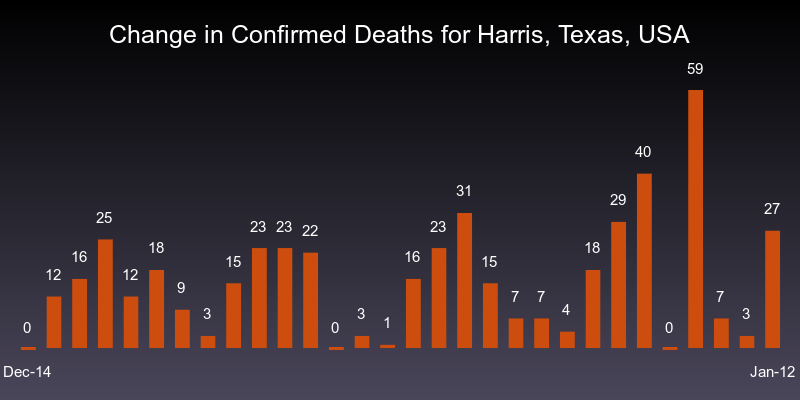 Change in Confirmed Deaths for Harris, Texas, USA
0 12 16 25 12 18 9 3 15 23 23 22 0 3 1 16 23 31 15 7 7 4 18 29 40 0 59 7 3 27
Dec-14 Jan-12